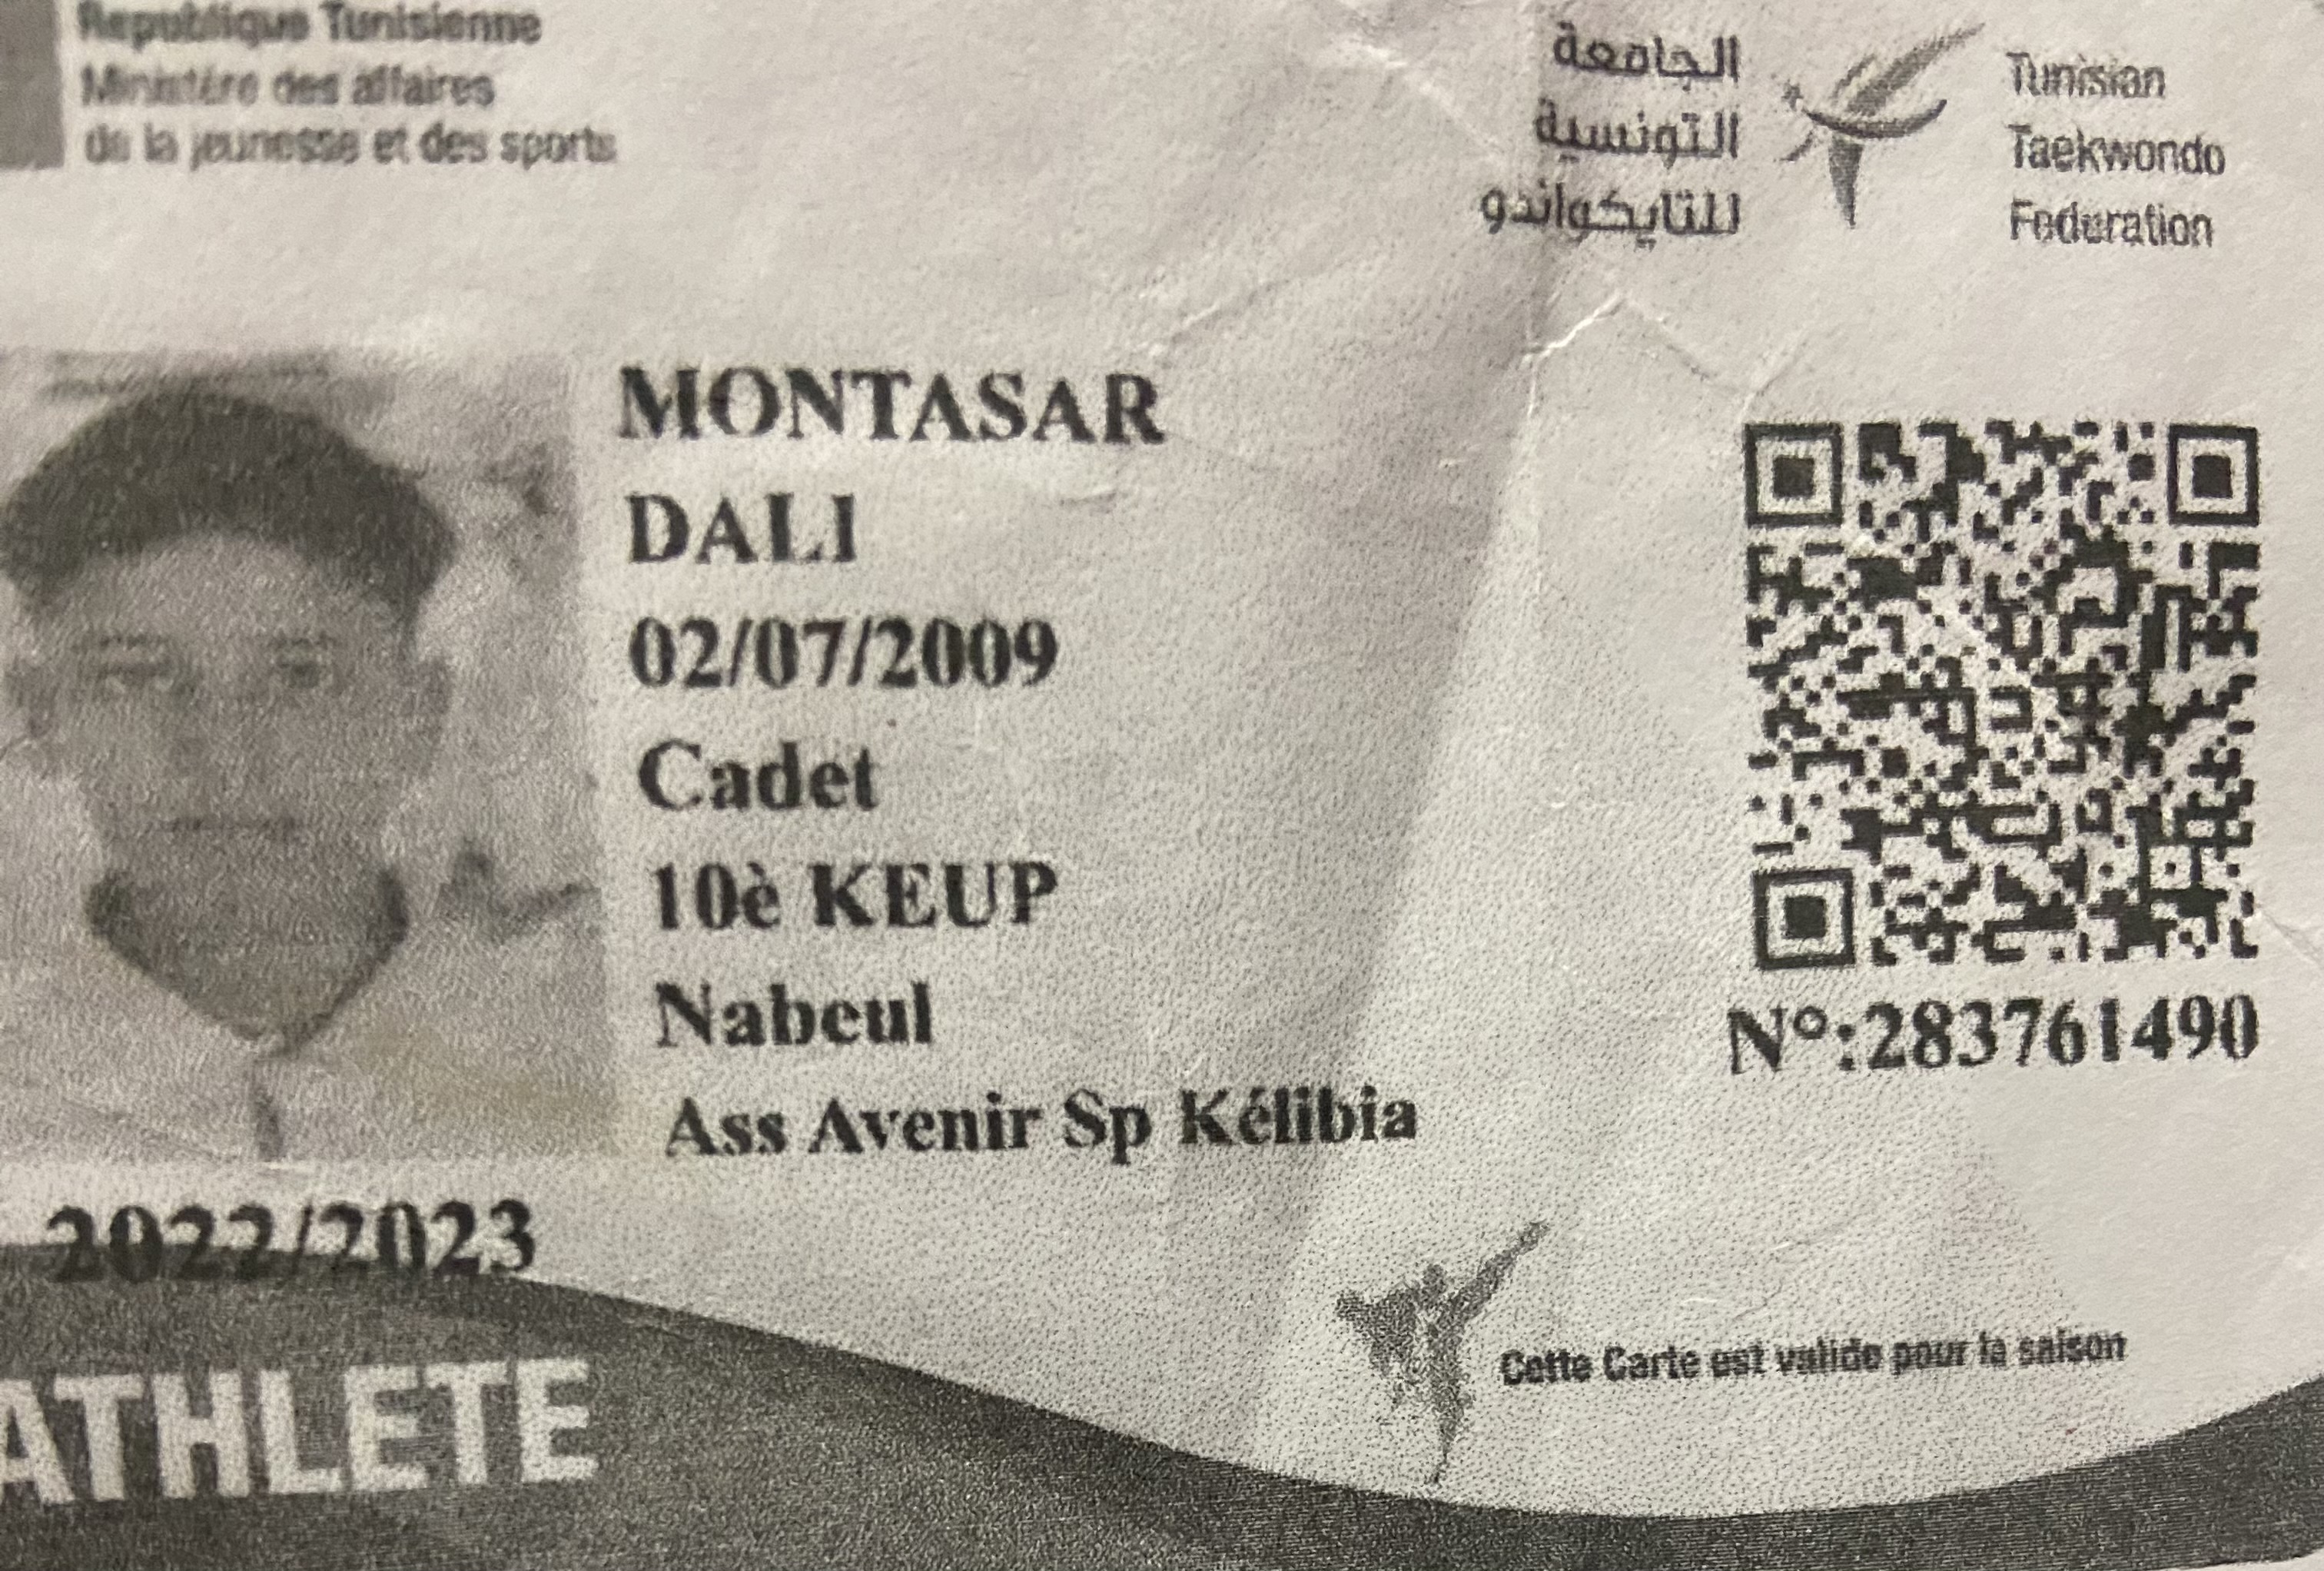 République Tunisienne
Ministère des affaires
de la jeunesse et des sports
الجامعة
التونسية
للتايكواندو
Tunisian
Taekwondo
Federation
MONTASAR
DALI
02/07/2009
Cadet
10è KEUP
Nabeul
Ass Avenir Sp Kélibia
N°:283761490
2022/2023
ATHLETE
Cette Carte est valide pour la saison